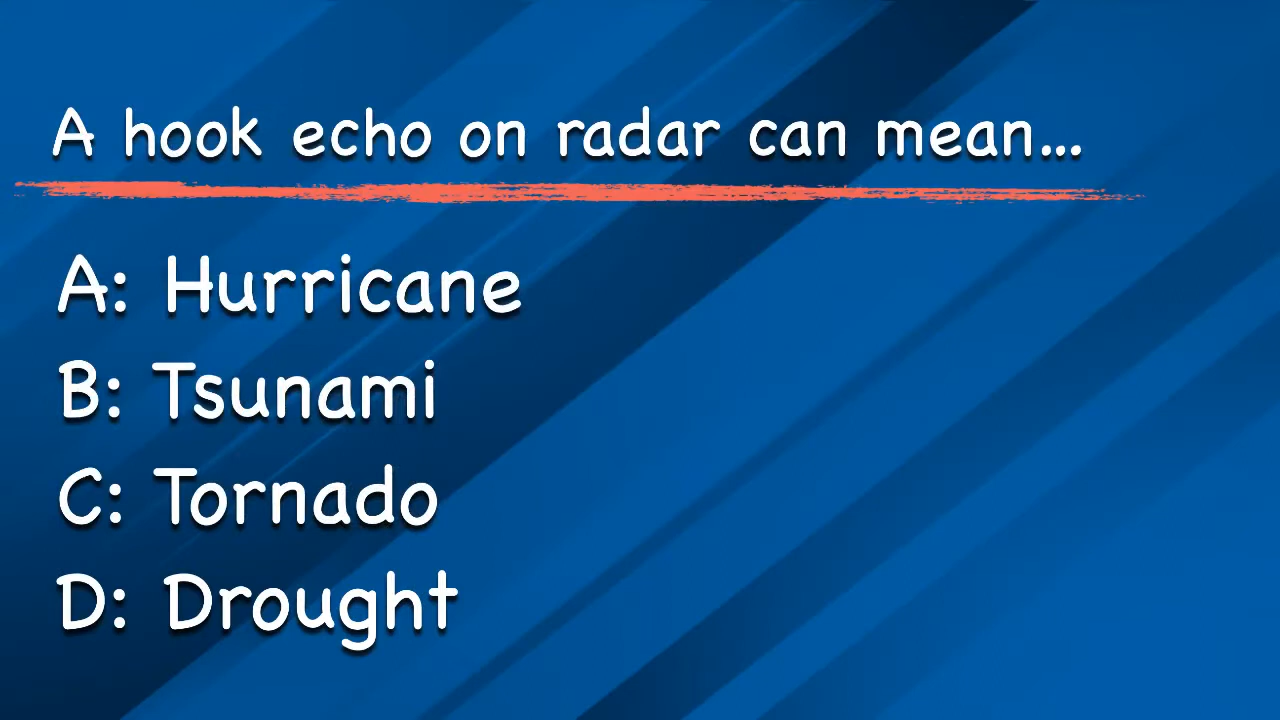 A hook echo on radar can mean...
A: Hurricane
B: Tsunami
C: Tornado
D: Drought